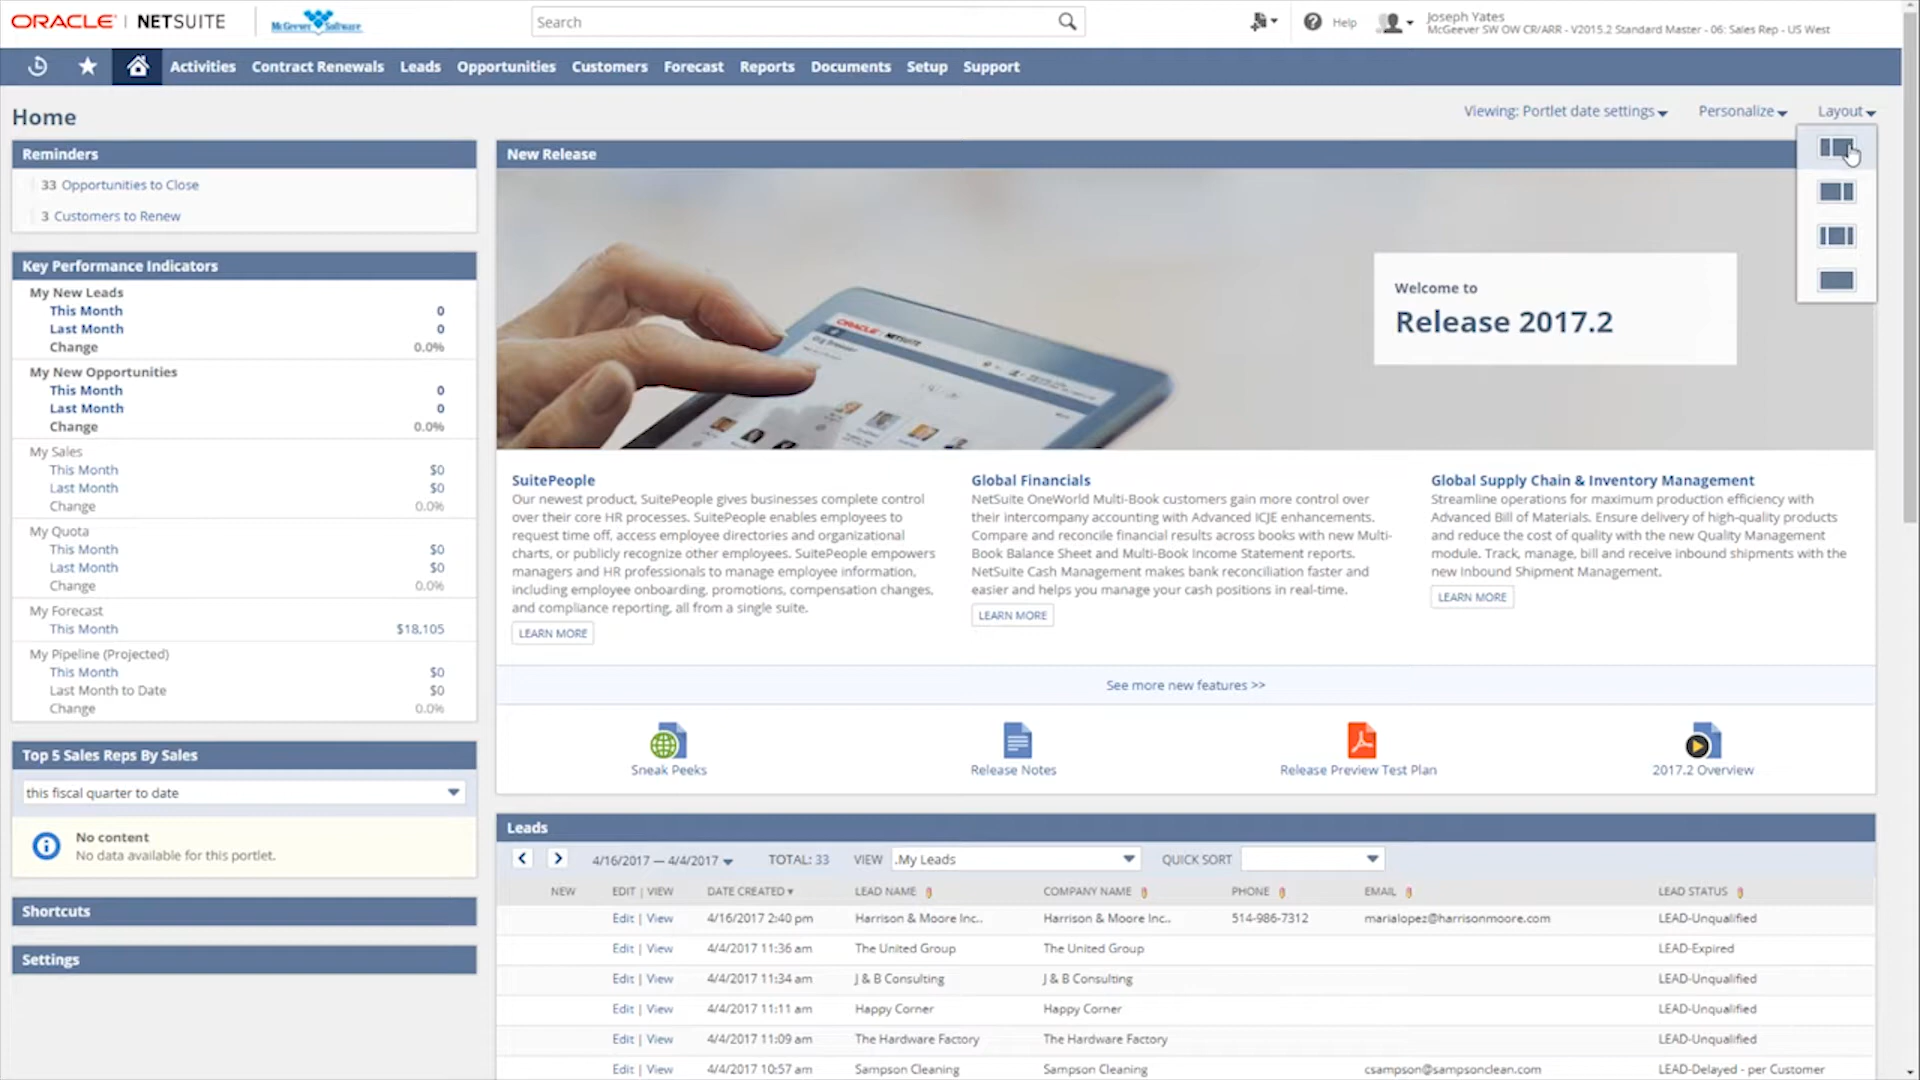 ORACLE | NETSUITE
McGeever Software
Search
Help
Joseph Yates
McGeever SW OW CR/ARR - V2015.2 Standard Master - 06: Sales Rep - US West
Activities Contract Renewals Leads Opportunities Customers Forecast Reports Documents Setup Support
Home
Viewing: Portlet date settings Personalize Layout
Reminders
33 Opportunities to Close
3 Customers to Renew
Key Performance Indicators
My New Leads
This Month 0
Last Month 0
Change 0.0%
My New Opportunities
This Month 0
Last Month 0
Change 0.0%
My Sales
This Month $0
Last Month $0
Change 0.0%
My Quota
This Month $0
Last Month $0
Change 0.0%
My Forecast
This Month $18,105
My Pipeline (Projected)
This Month $0
Last Month to Date $0
Change 0.0%
Top 5 Sales Reps By Sales
this fiscal quarter to date
No content
No data available for this portlet.
Shortcuts
Settings
New Release
ORACLE NETSUITE
Welcome to
Release 2017.2
SuitePeople
Our newest product, SuitePeople gives businesses complete control
over their core HR processes. SuitePeople enables employees to
request time off, access employee directories and organizational
charts, or publicly recognize other employees. SuitePeople empowers
managers and HR professionals to manage employee information,
including employee onboarding, promotions, compensation changes,
and compliance reporting, all from a single suite.
LEARN MORE
Global Financials
NetSuite OneWorld Multi-Book customers gain more control over
their intercompany accounting with Advanced ICJE enhancements.
Compare and reconcile financial results across books with new Multi-
Book Balance Sheet and Multi-Book Income Statement reports.
NetSuite Cash Management makes bank reconciliation faster and
easier and helps you manage your cash positions in real-time.
LEARN MORE
Global Supply Chain & Inventory Management
Streamline operations for maximum production efficiency with
Advanced Bill of Materials. Ensure delivery of high-quality products
and reduce the cost of quality with the new Quality Management
module. Track, manage, bill and receive inbound shipments with the
new Inbound Shipment Management.
LEARN MORE
See more new features >>
Sneak Peeks Release Notes Release Preview Test Plan 2017.2 Overview
Leads
4/16/2017 — 4/4/2017 TOTAL: 33 VIEW .My Leads QUICK SORT
NEW EDIT | VIEW DATE CREATED LEAD NAME COMPANY NAME PHONE EMAIL LEAD STATUS
Edit | View 4/16/2017 2:40 pm Harrison & Moore Inc.. Harrison & Moore Inc.. 514-986-7312 marialopez@harrisonmoore.com LEAD-Unqualified
Edit | View 4/4/2017 11:36 am The United Group The United Group LEAD-Expired
Edit | View 4/4/2017 11:34 am J & B Consulting J & B Consulting LEAD-Unqualified
Edit | View 4/4/2017 11:11 am Happy Corner Happy Corner LEAD-Unqualified
Edit | View 4/4/2017 11:09 am The Hardware Factory The Hardware Factory LEAD-Unqualified
Edit | View 4/4/2017 10:57 am Sampson Cleaning Sampson Cleaning csampson@sampsonclean.com LEAD-Delayed - per Customer